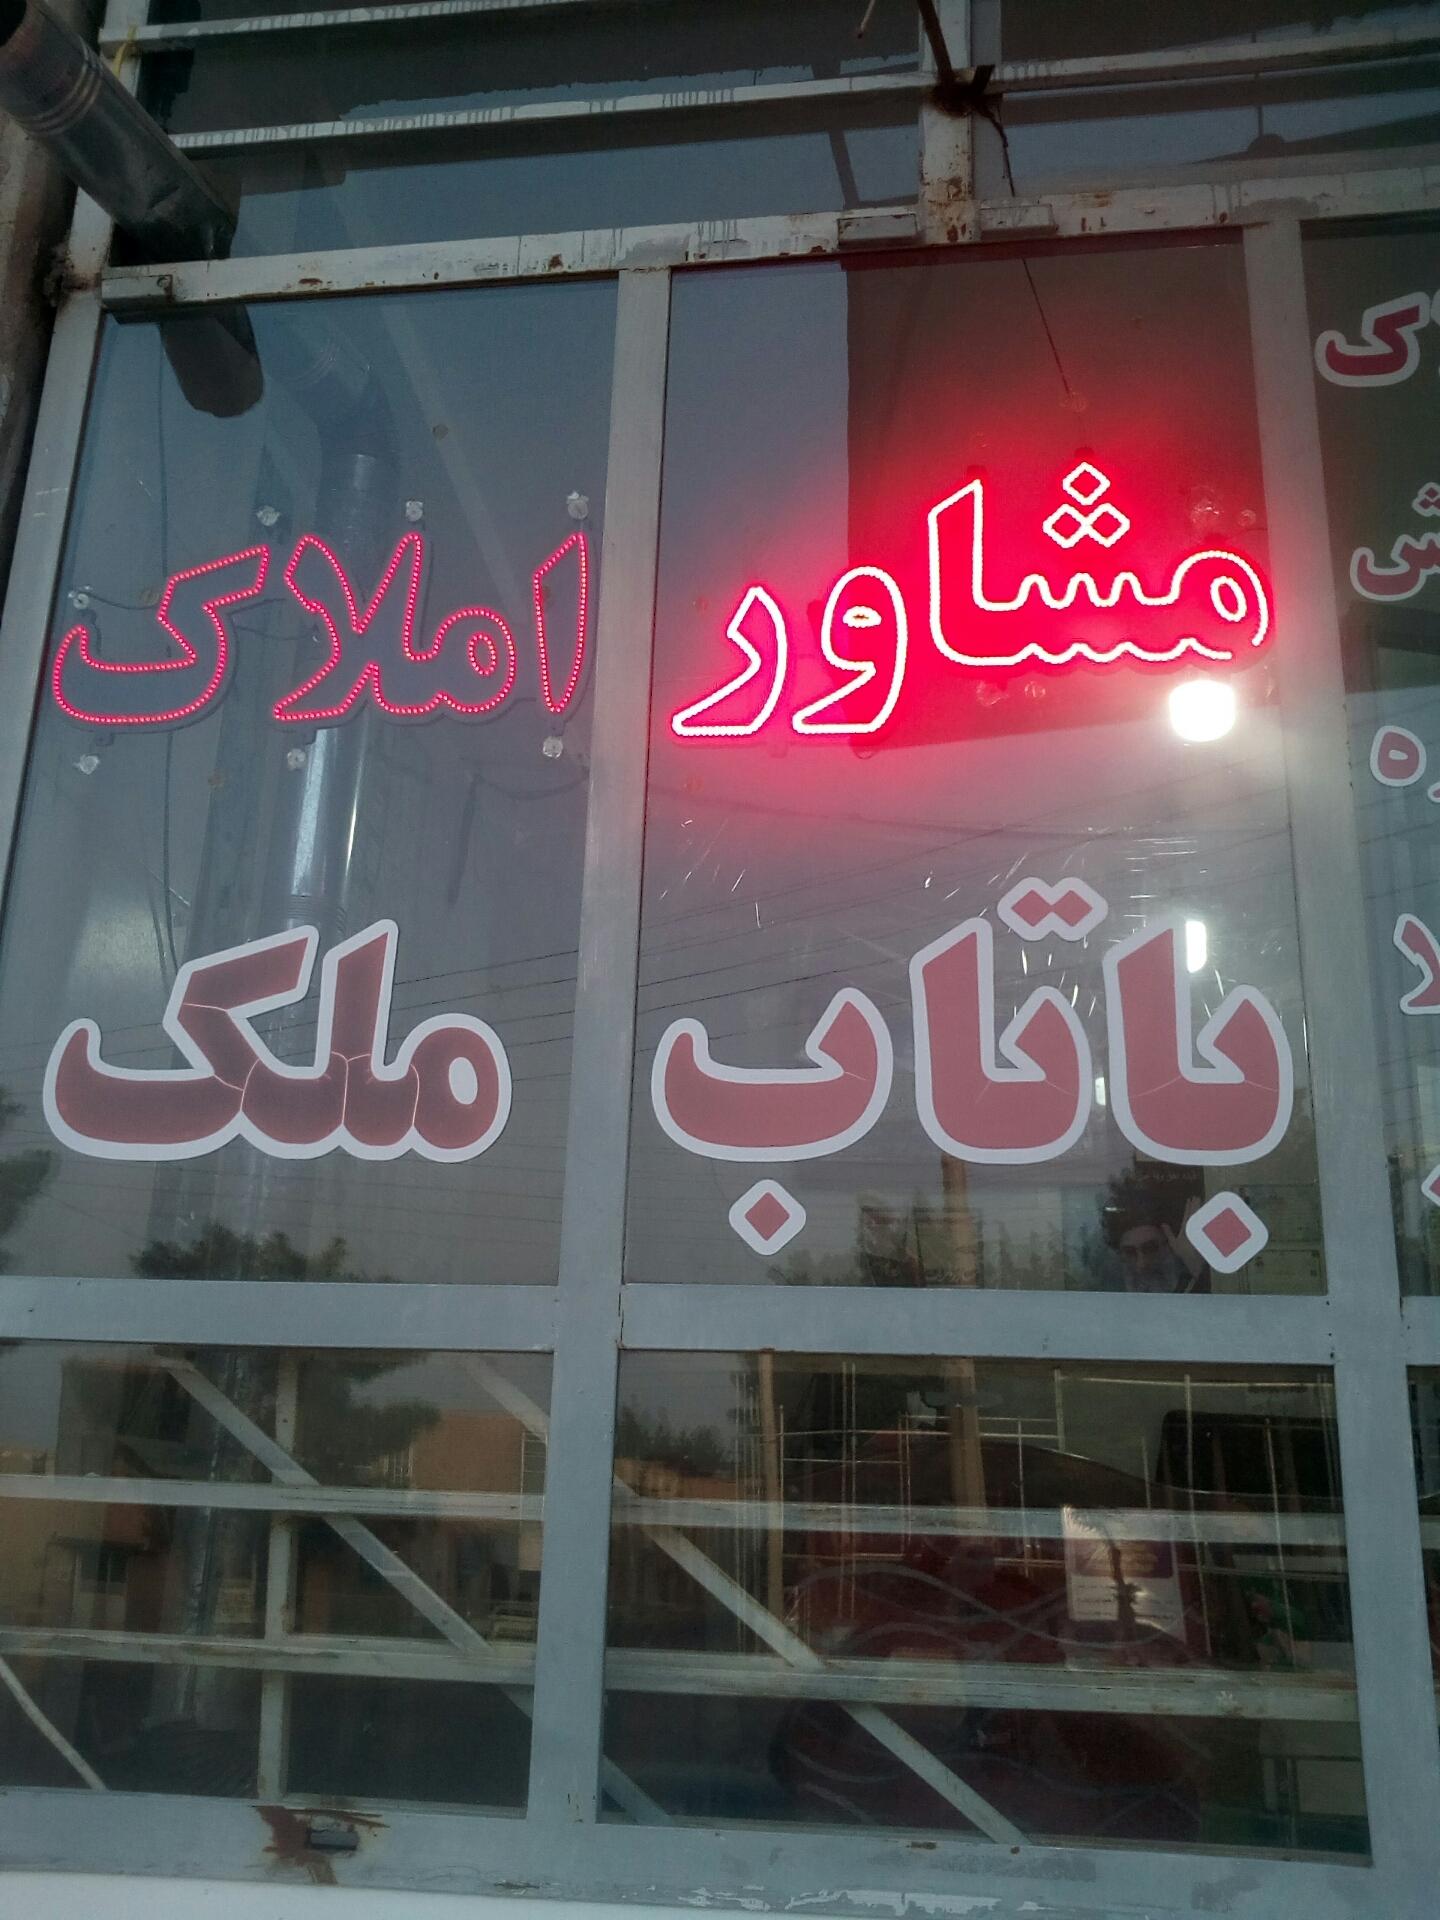 مشاور املاک
باتاب ملک